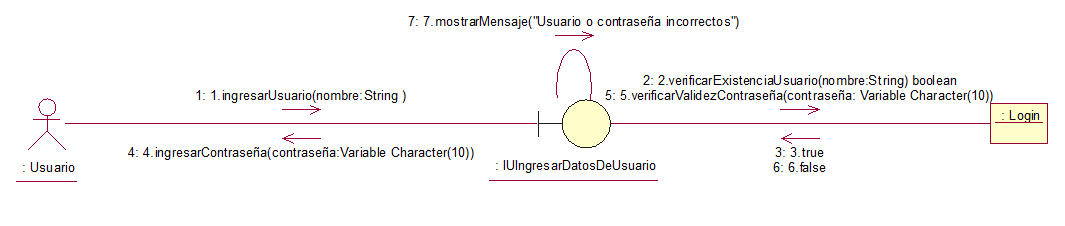 7: 7.mostrarMensaje("Usuario o contraseña incorrectos")
1: 1.ingresarUsuario(nombre:String )
2: 2.verificarExistenciaUsuario(nombre:String) boolean
5: 5.verificarValidezContraseña(contraseña: Variable Character(10))
: Login
4: 4.ingresarContraseña(contraseña:Variable Character(10))
3: 3.true
6: 6.false
: Usuario
: IUIngresarDatosDeUsuario